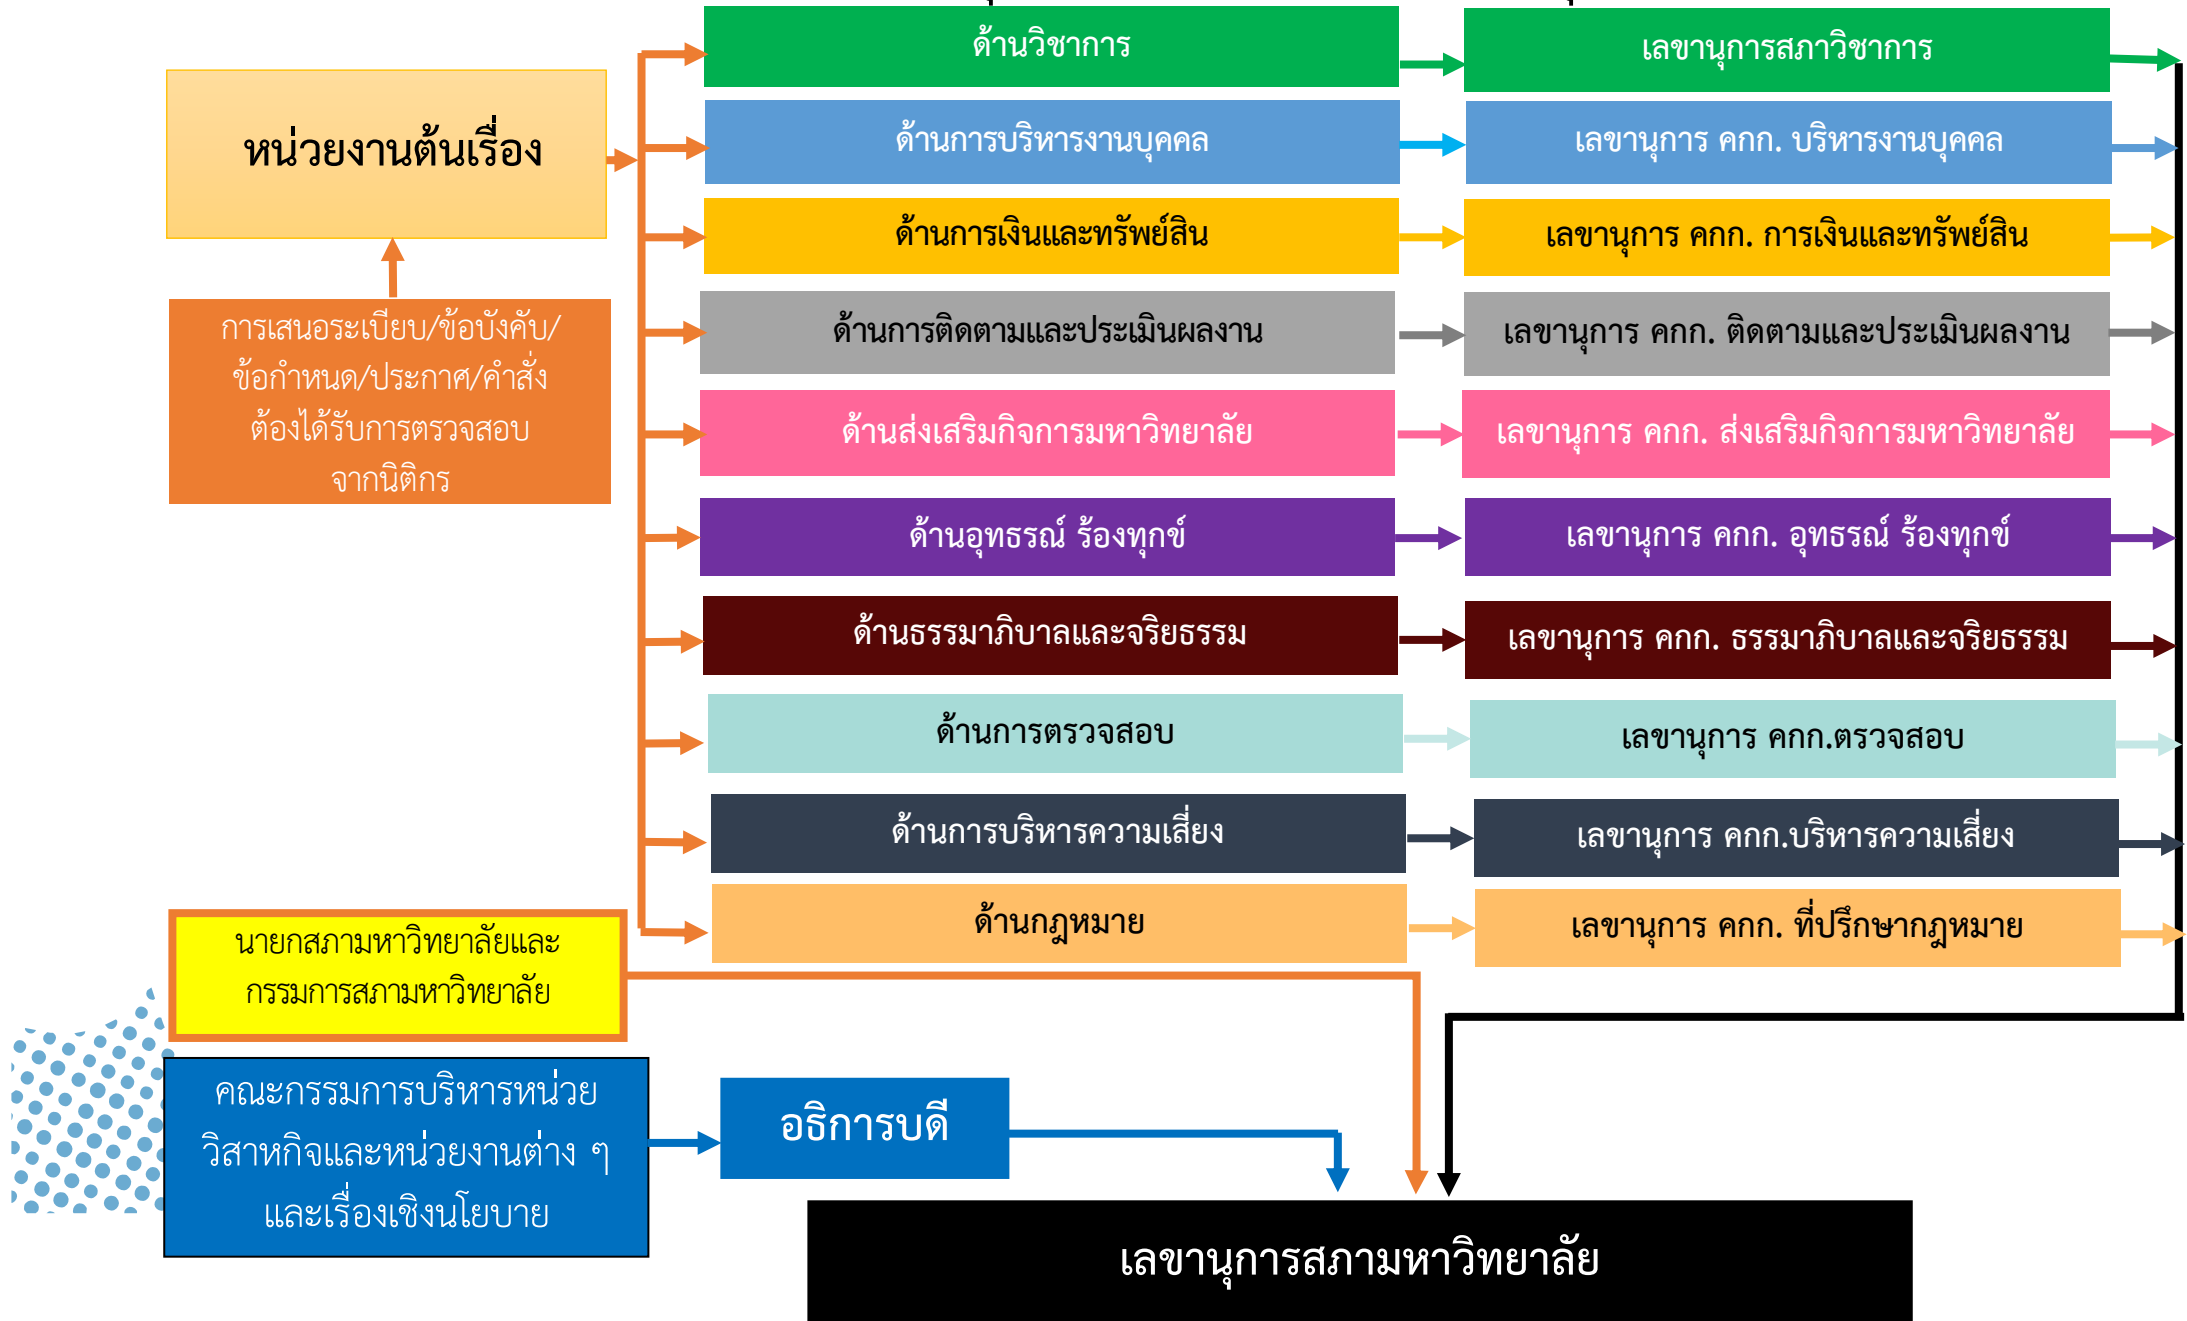 ด้านวิชาการ
เลขานุการสภาวิชาการ
หน่วยงานต้นเรื่อง
ด้านการบริหารงานบุคคล
เลขานุการ คกก. บริหารงานบุคคล
ด้านการเงินและทรัพย์สิน
เลขานุการ คกก. การเงินและทรัพย์สิน
การเสนอระเบียบ/ข้อบังคับ/
ข้อกำหนด/ประกาศ/คำสั่ง
ต้องได้รับการตรวจสอบ
จากนิติกร
ด้านการติดตามและประเมินผลงาน
เลขานุการ คกก. ติดตามและประเมินผลงาน
ด้านส่งเสริมกิจการมหาวิทยาลัย
เลขานุการ คกก. ส่งเสริมกิจการมหาวิทยาลัย
ด้านอุทธรณ์ ร้องทุกข์
เลขานุการ คกก. อุทธรณ์ ร้องทุกข์
ด้านธรรมาภิบาลและจริยธรรม
เลขานุการ คกก. ธรรมาภิบาลและจริยธรรม
ด้านการตรวจสอบ
เลขานุการ คกก.ตรวจสอบ
ด้านการบริหารความเสี่ยง
เลขานุการ คกก.บริหารความเสี่ยง
ด้านกฎหมาย
เลขานุการ คกก. ที่ปรึกษากฎหมาย
นายกสภามหาวิทยาลัยและ
กรรมการสภามหาวิทยาลัย
คณะกรรมการบริหารหน่วย
วิสาหกิจและหน่วยงานต่าง ๆ
และเรื่องเชิงนโยบาย
อธิการบดี
เลขานุการสภามหาวิทยาลัย